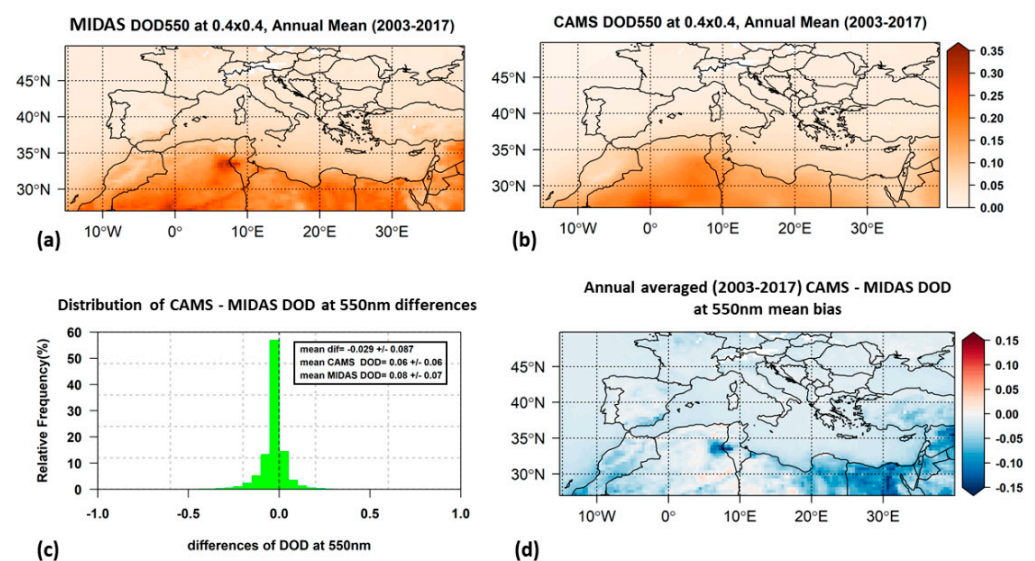 MIDAS DOD550 at 0.4x0.4, Annual Mean (2003-2017)
45°N
40°N
35°N
30°N
10°W 0° 10°E 20°E 30°E
(a)
CAMS DOD550 at 0.4x0.4, Annual Mean (2003-2017)
45°N
40°N
35°N
30°N
10°W 0° 10°E 20°E 30°E
0.35
0.30
0.25
0.20
0.15
0.10
0.05
0.00
(b)
Distribution of CAMS - MIDAS DOD at 550nm differences
Relative Frequency(%)
60
50
40
30
20
10
0
mean dif= -0.029 +/- 0.087
mean CAMS DOD= 0.06 +/- 0.06
mean MIDAS DOD= 0.08 +/- 0.07
-1.0 -0.5 0.0 0.5 1.0
differences of DOD at 550nm
(c)
Annual averaged (2003-2017) CAMS - MIDAS DOD
at 550nm mean bias
45°N
40°N
35°N
30°N
10°W 0° 10°E 20°E 30°E
0.15
0.10
0.05
0.00
-0.05
-0.10
-0.15
(d)